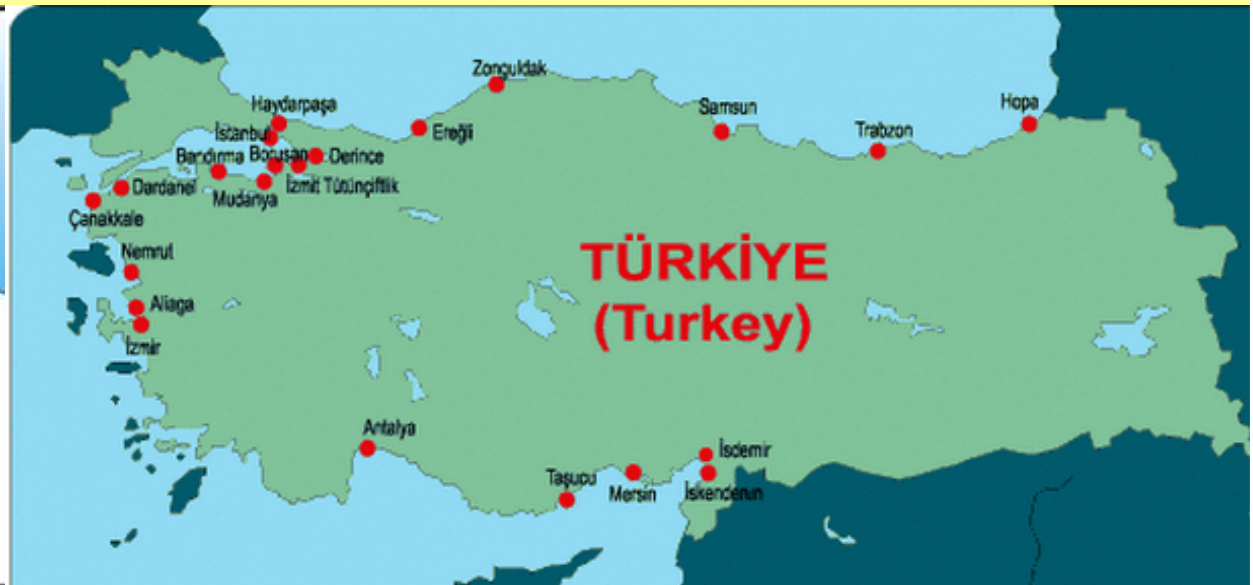 Zonguldak
Haydarpaşa
Samsun
Hopa
İstanbul
Ereğli
Trabzon
Bandırma
Boruşan
Derince
Dardanel
Mudanya
İzmit Tütünçiftlik
Çanakkale
Nemrut
TÜRKİYE
(Turkey)
Aliaga
İzmir
Antalya
İsdemir
Taşucu
Mersin
İskenderun